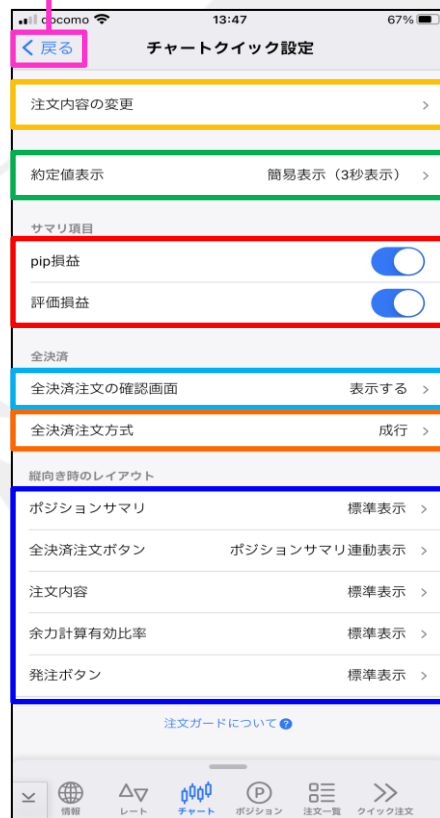 docomo 13:47 67%
戻る チャートクイック設定
注文内容の変更
約定値表示 簡易表示（3秒表示）
サマリ項目
pip損益
評価損益
全決済
全決済注文の確認画面 表示する
全決済注文方式 成行
縦向き時のレイアウト
ポジションサマリ 標準表示
全決済注文ボタン ポジションサマリ連動表示
注文内容 標準表示
余力計算有効比率 標準表示
発注ボタン 標準表示
注文ガードについて?
情報 レート チャート P ポジション 注文一覧 クイック注文